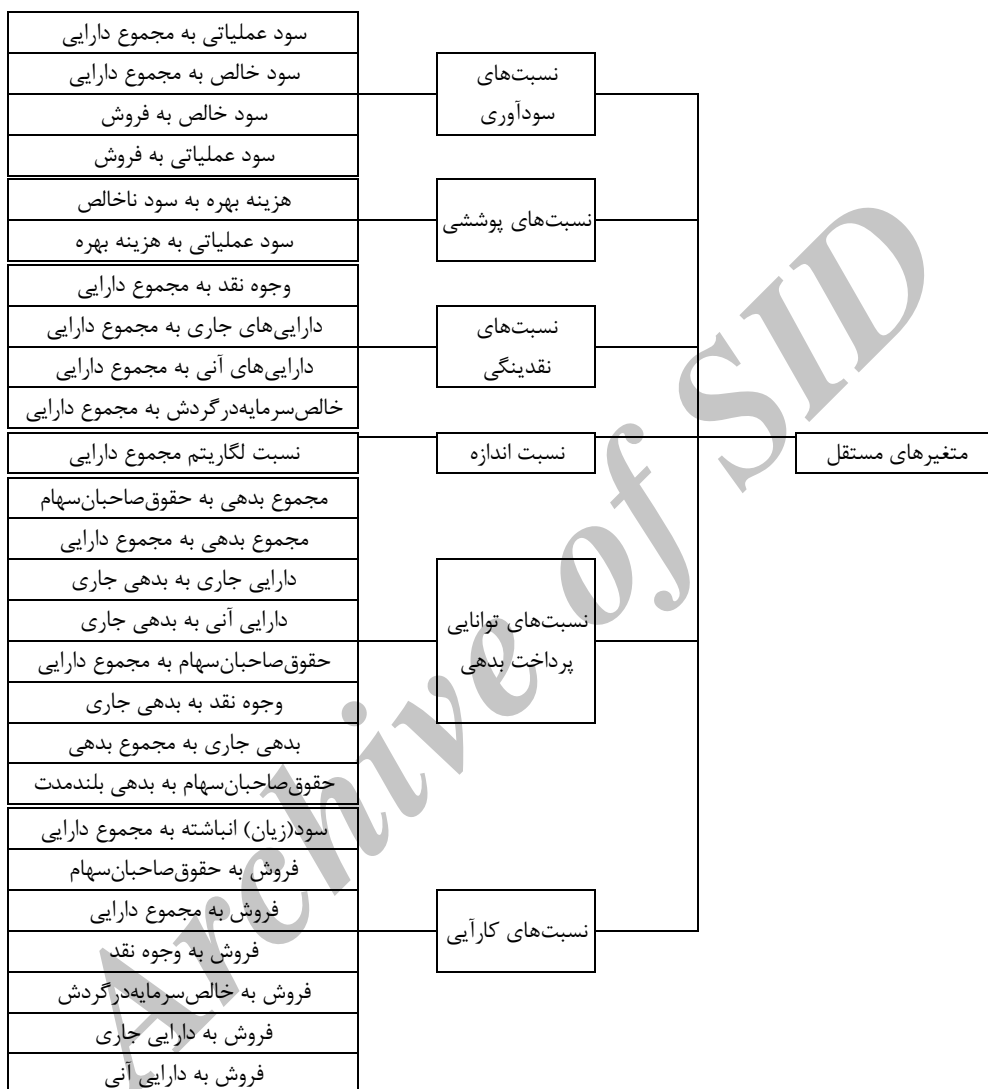 متغیرهای مستقل
نسبت‌های
سودآوری
سود عملیاتی به مجموع دارایی
سود خالص به مجموع دارایی
سود خالص به فروش
سود عملیاتی به فروش
نسبت‌های پوششی
هزینه بهره به سود ناخالص
سود عملیاتی به هزینه بهره
نسبت‌های
نقدینگی
وجوه نقد به مجموع دارایی
دارایی‌های جاری به مجموع دارایی
دارایی‌های آنی به مجموع دارایی
خالص‌سرمایه‌درگردش به مجموع دارایی
نسبت اندازه
نسبت لگاریتم مجموع دارایی
نسبت‌های توانایی
پرداخت بدهی
مجموع بدهی به حقوق‌صاحبان‌سهام
مجموع بدهی به مجموع دارایی
دارایی جاری به بدهی جاری
دارایی آنی به بدهی جاری
حقوق‌صاحبان‌سهام به مجموع دارایی
وجوه نقد به بدهی جاری
بدهی جاری به مجموع بدهی
حقوق‌صاحبان‌سهام به بدهی بلندمدت
نسبت‌های کارآیی
سود(زیان) انباشته به مجموع دارایی
فروش به حقوق‌صاحبان‌سهام
فروش به مجموع دارایی
فروش به وجوه نقد
فروش به خالص‌سرمایه‌درگردش
فروش به دارایی جاری
فروش به دارایی آنی
Archive of SID